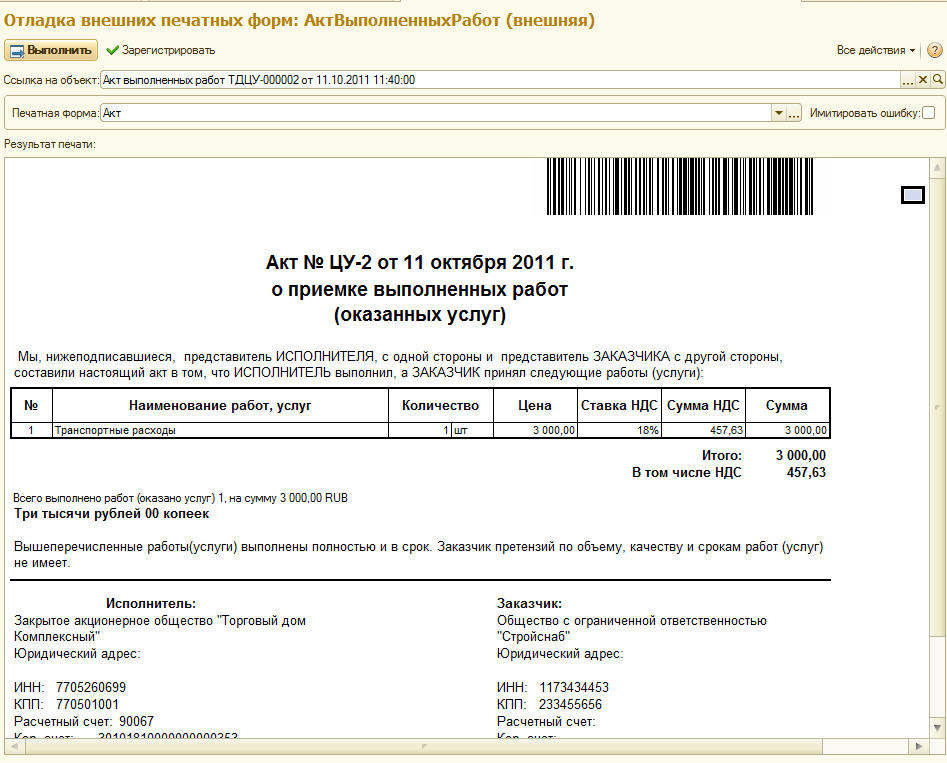 Отладка внешних печатных форм: АктВыполненныхРабот (внешняя)
Выполнить Зарегистрировать Все действия ?
Ссылка на объект: Акт выполненных работ ТДЦУ-000002 от 11.10.2011 11:40:00 ...
Печатная форма: Акт ... Имитировать ошибку:
Результат печати:
Акт № ЦУ-2 от 11 октября 2011 г.
о приемке выполненных работ
(оказанных услуг)
Мы, нижеподписавшиеся, представитель ИСПОЛНИТЕЛЯ, с одной стороны и представитель ЗАКАЗЧИКА с другой стороны,
составили настоящий акт в том, что ИСПОЛНИТЕЛЬ выполнил, а ЗАКАЗЧИК принял следующие работы (услуги):
№ Наименование работ, услуг Количество Цена Ставка НДС Сумма НДС Сумма
1 Транспортные расходы 1 шт 3 000,00 18% 457,63 3 000,00
Итого: 3 000,00
В том числе НДС 457,63
Всего выполнено работ (оказано услуг) 1, на сумму 3 000,00 RUB
Три тысячи рублей 00 копеек
Вышеперечисленные работы(услуги) выполнены полностью и в срок. Заказчик претензий по объему, качеству и срокам работ (услуг)
не имеет.
Исполнитель: Заказчик:
Закрытое акционерное общество "Торговый дом Общество с ограниченной ответственностью
Комплексный" "Стройснаб"
Юридический адрес: Юридический адрес:
ИНН: 7705260699 ИНН: 1173434453
КПП: 770501001 КПП: 233455656
Расчетный счет: 90067 Расчетный счет:
Кор. счет: 30101810000000000353 Кор. счет: